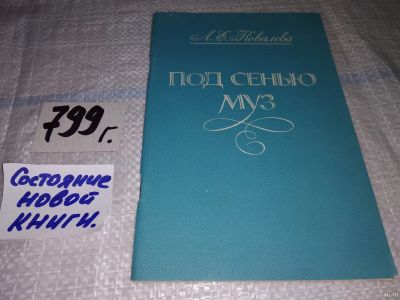 Л. Е. Ковалева
ПОД СЕНЬЮ
МУЗ
799 г.
Состояние
новой
книги.